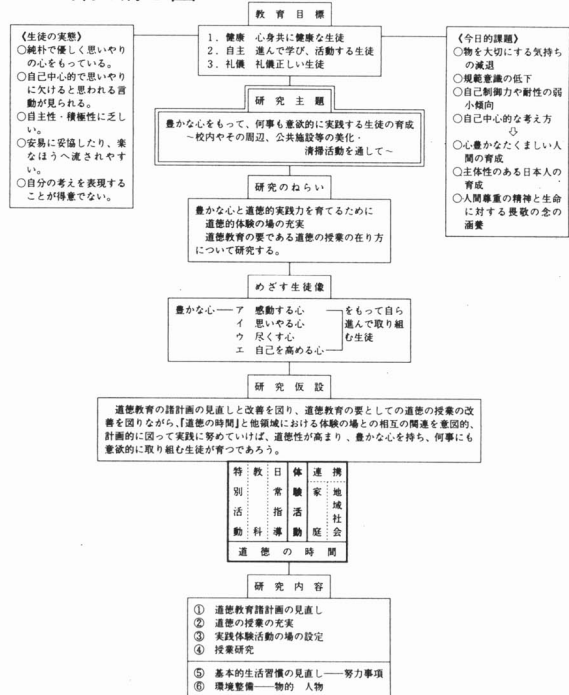 教育目標
1．健康　心身共に健康な生徒
2．自主　進んで学び、活動する生徒
3．礼儀　礼儀正しい生徒
《生徒の実態》
○純朴で優しく思いやりの心をもっている。
○自己中心的で思いやりに欠けると思われる言動が見られる。
○自主性・積極性に乏しい。
○安易に妥協したり、楽なほうへ流されやすい。
○自分の考えを表現することが得意でない。
《今日的課題》
○物を大切にする気持ちの減退
○規範意識の低下
○自己制御力や耐性の弱小傾向
○自己中心的な考え方
⇩
○心豊かなたくましい人間の育成
○主体性のある日本人の育成
○人間尊重の精神と生命に対する畏敬の念の涵養
研究主題
豊かな心をもって、何事も意欲的に実践する生徒の育成
～校内やその周辺、公共施設等の美化・
清掃活動を通して～
研究のねらい
豊かな心と道徳的実践力を育てるために
道徳的体験の場の充実
道徳教育の要である道徳の授業の在り方
について研究する。
めざす生徒像
豊かな心――ア　感動する心
イ　思いやる心
ウ　尽くす心
エ　自己を高める心
をもって自ら
進んで取り組
む生徒
研究仮設
道徳教育の諸計画の見直しと改善を図り、道徳教育の要としての道徳の授業の改
善を図りながら、『道徳の時間』と他領域における体験の場との相互の関連を意図的、
計画的に図って実践に努めていけば、道徳性が高まり、豊かな心を持ち、何事にも
意欲的に取り組む生徒が育つであろう。
特別活動
教科
日常指導
体験活動
連携
家庭
地域社会
道徳の時間
研究内容
①　道徳教育諸計画の見直し
②　道徳の授業の充実
③　実践体験活動の場の設定
④　授業研究
⑤　基本的生活習慣の見直し――努力事項
⑥　環境整備――物的　人物